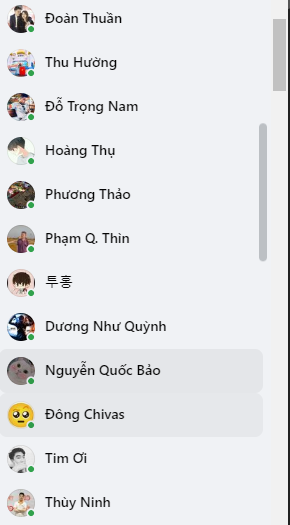 Đoàn Thuần
Thu Hường
Đỗ Trọng Nam
Hoàng Thụ
Phương Thảo
Phạm Q. Thìn
투홍
Dương Như Quỳnh
Nguyễn Quốc Bảo
Đông Chivas
Tim Ơi
Thùy Ninh